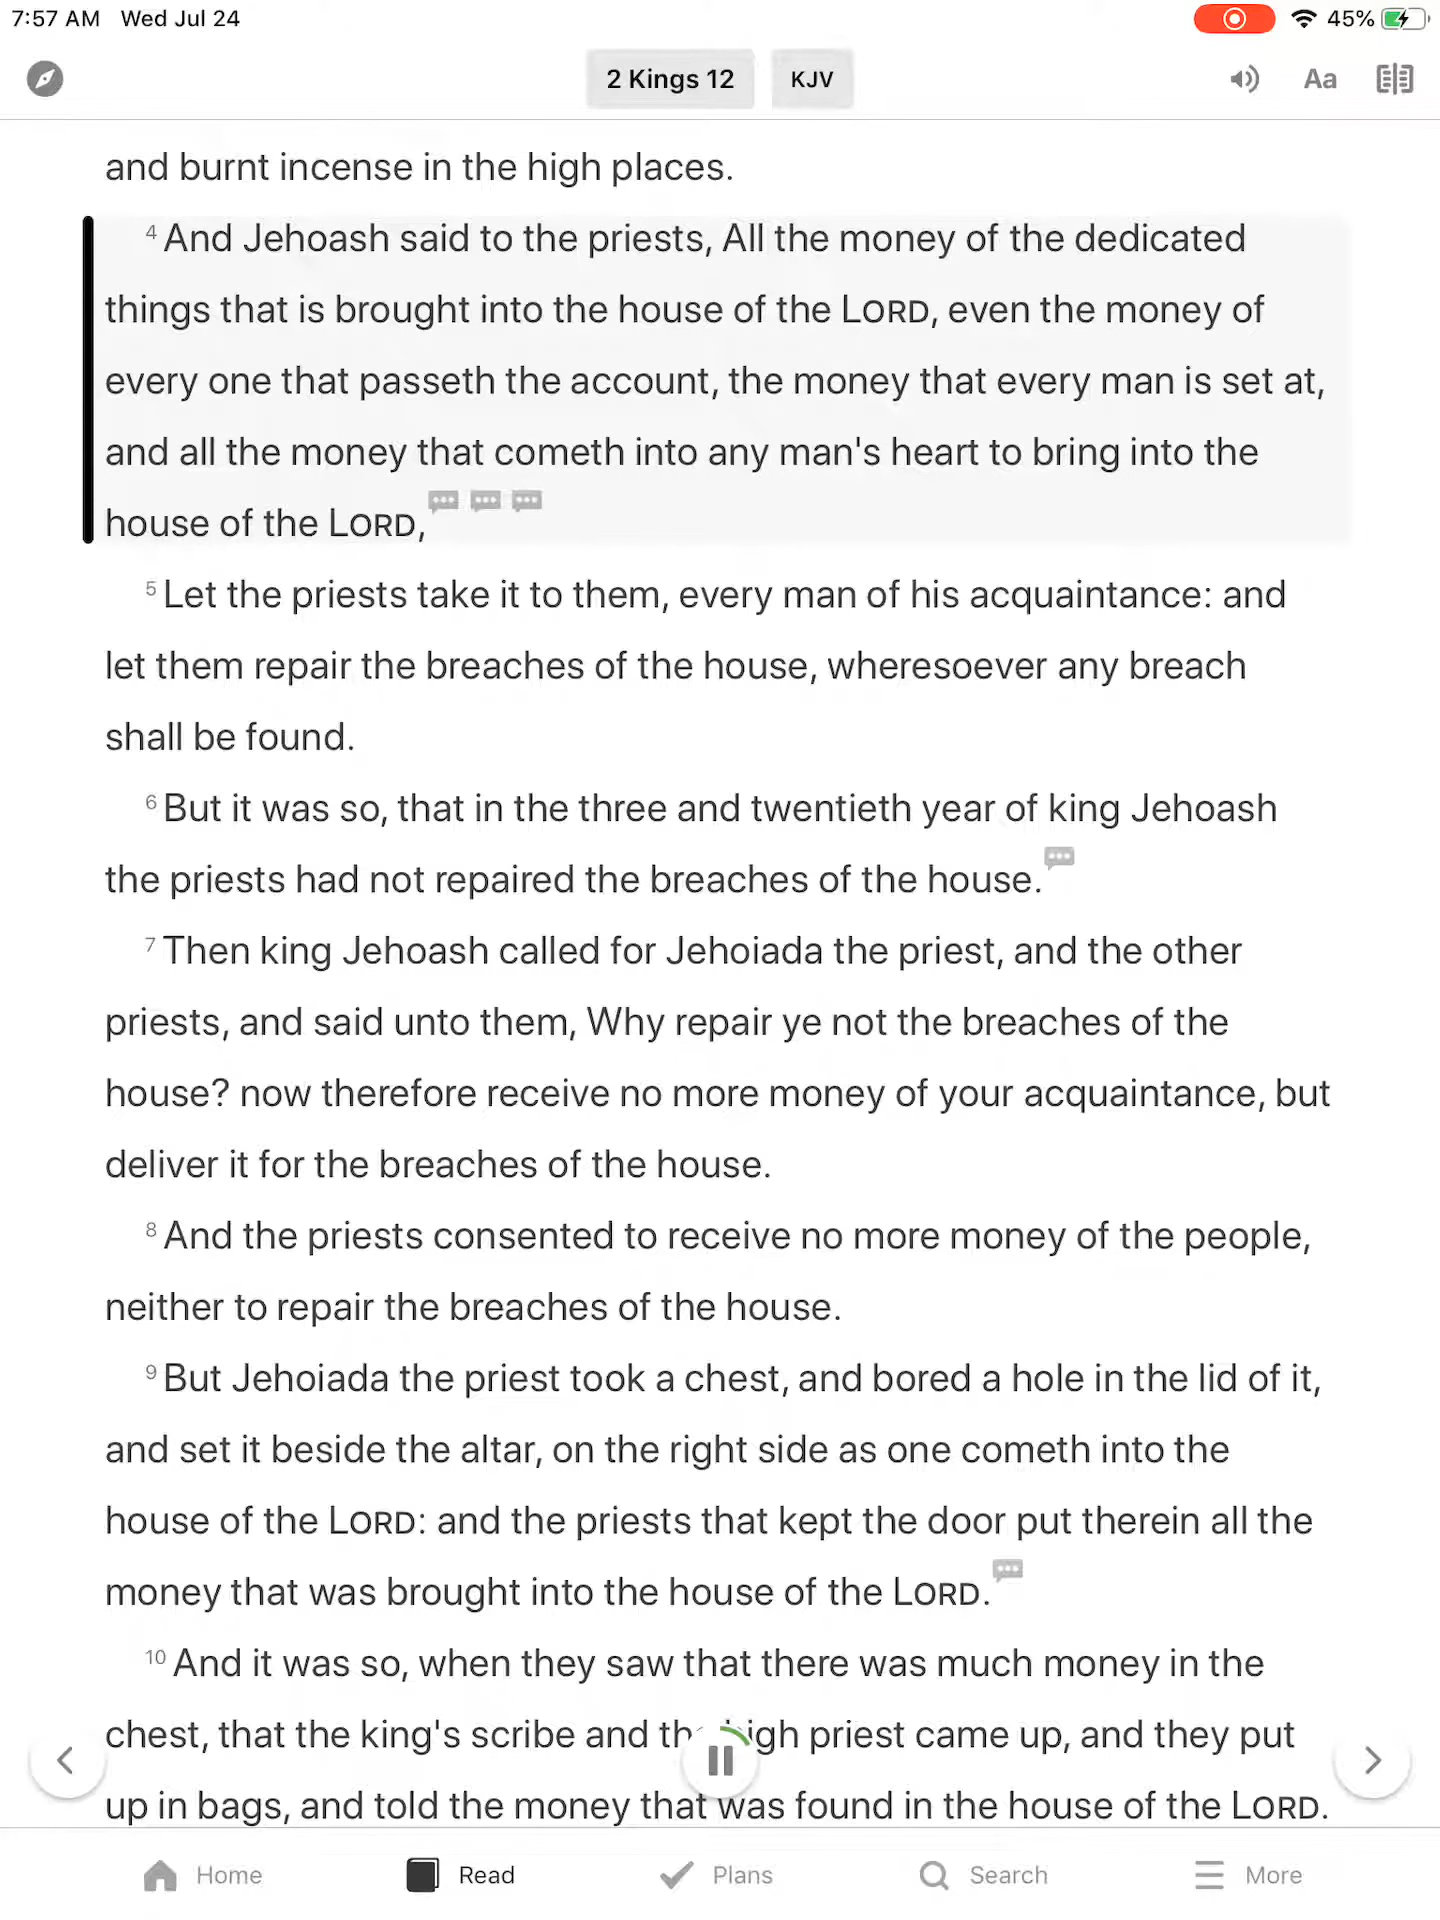 7:57 AM Wed Jul 24 45%
2 Kings 12 KJV Aa
and burnt incense in the high places.
4 And Jehoash said to the priests, All the money of the dedicated
things that is brought into the house of the LORD, even the money of
every one that passeth the account, the money that every man is set at,
and all the money that cometh into any man's heart to bring into the
house of the LORD,
5 Let the priests take it to them, every man of his acquaintance: and
let them repair the breaches of the house, wheresoever any breach
shall be found.
6 But it was so, that in the three and twentieth year of king Jehoash
the priests had not repaired the breaches of the house.
7 Then king Jehoash called for Jehoiada the priest, and the other
priests, and said unto them, Why repair ye not the breaches of the
house? now therefore receive no more money of your acquaintance, but
deliver it for the breaches of the house.
8 And the priests consented to receive no more money of the people,
neither to repair the breaches of the house.
9 But Jehoiada the priest took a chest, and bored a hole in the lid of it,
and set it beside the altar, on the right side as one cometh into the
house of the LORD: and the priests that kept the door put therein all the
money that was brought into the house of the LORD.
10 And it was so, when they saw that there was much money in the
chest, that the king's scribe and the high priest came up, and they put
up in bags, and told the money that was found in the house of the LORD.
Home Read Plans Search More